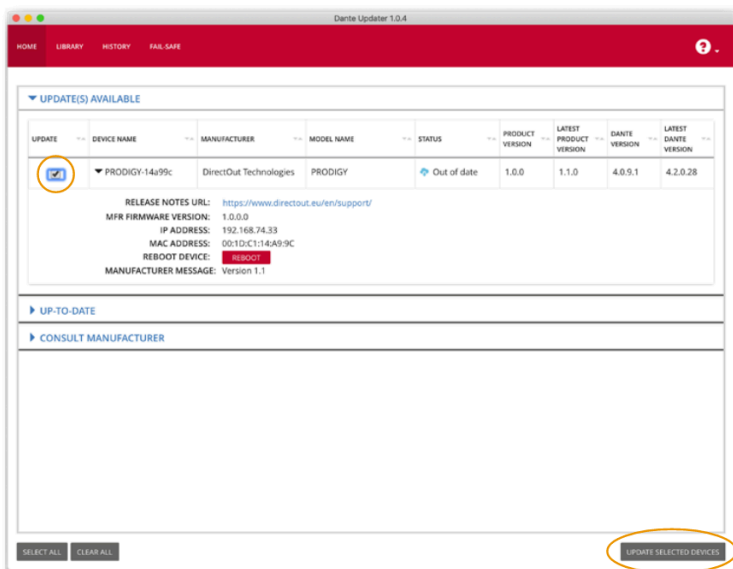 Dante Updater 1.0.4
HOME LIBRARY HISTORY FAIL-SAFE ?
UPDATE(S) AVAILABLE
UPDATE DEVICE NAME MANUFACTURER MODEL NAME STATUS PRODUCT VERSION LATEST PRODUCT VERSION DANTE VERSION LATEST DANTE VERSION
PRODIGY-14a99c DirectOut Technologies PRODIGY Out of date 1.0.0 1.1.0 4.0.9.1 4.2.0.28
RELEASE NOTES URL: https://www.directout.eu/en/support/
MFR FIRMWARE VERSION: 1.0.0.0
IP ADDRESS: 192.168.74.33
MAC ADDRESS: 00:1D:C1:14:A9:9C
REBOOT DEVICE: REBOOT
MANUFACTURER MESSAGE: Version 1.1
UP-TO-DATE
CONSULT MANUFACTURER
SELECT ALL CLEAR ALL UPDATE SELECTED DEVICES